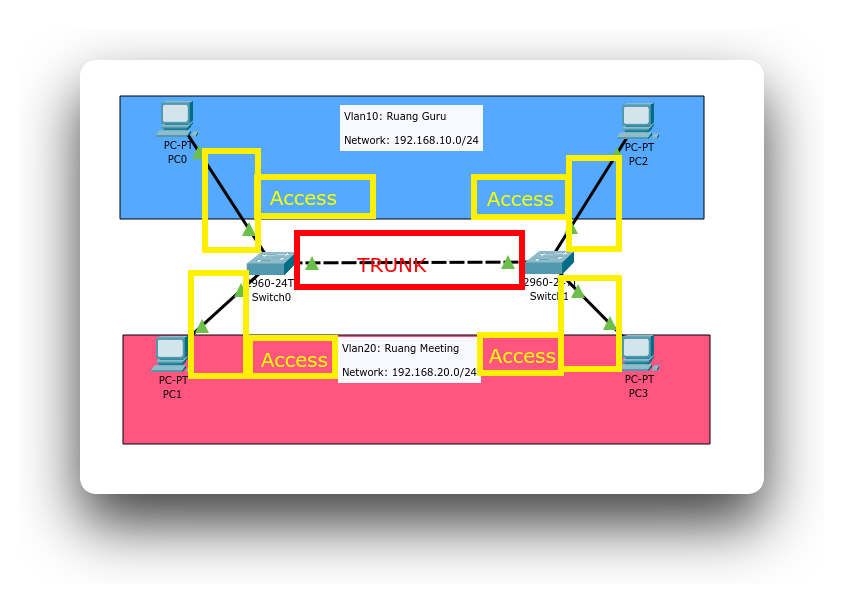 Vlan10: Ruang Guru
Network: 192.168.10.0/24
PC-PT
PC0
PC-PT
PC2
Access
Access
TRUNK
2960-24T
Switch0
2960-24
Switch1
Vlan20: Ruang Meeting
Network: 192.168.20.0/24
Access
Access
PC-PT
PC1
PC-PT
PC3